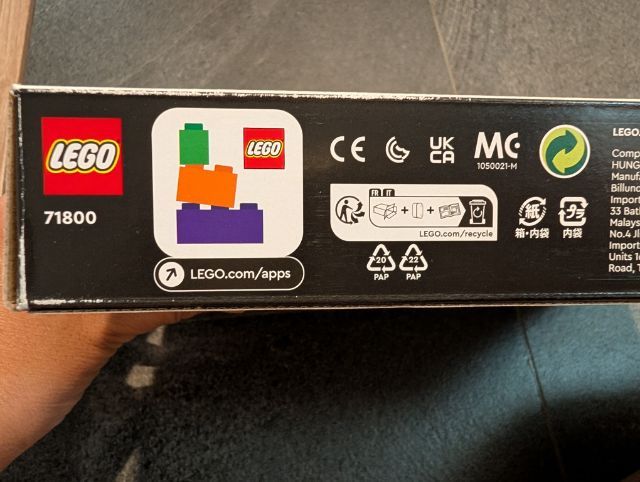 LEGO
71800
LEGO
LEGO.com/apps
CE
UK
CA
MC
1050021-M
FR IT
LEGO.com/recycle
20
PAP
22
PAP
紙
箱・内袋
プラ
内袋
LEGO
Comp
HUNG
Manufa
Billund
Import
33 Bat
Malays
No.4 Ji
Import
Units 1
Road, T